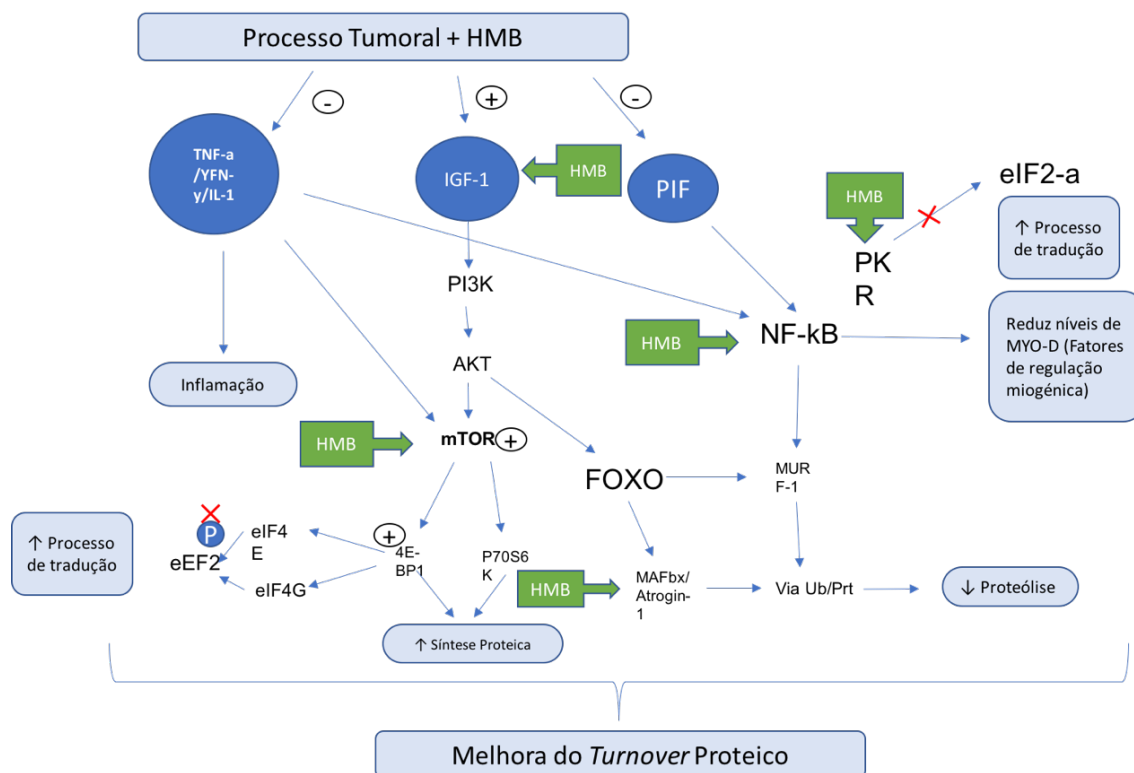 Processo Tumoral + HMB
-
+
-
TNF-a
/YFN-
y/IL-1
IGF-1
HMB
PIF
HMB
eIF2-a
↑ Processo
de tradução
PK
R
PI3K
HMB
NF-kB
Reduz níveis de
MYO-D (Fatores
de regulação
miogénica)
Inflamação
AKT
HMB
mTOR
+
FOXO
MUR
F-1
↑ Processo
de tradução
P
eEF2
eIF4
E
eIF4G
+
4E-
BP1
P70S6
K
HMB
MAFbx/
Atrogin-
1
Via Ub/Prt
↓ Proteólise
↑ Síntese Proteica
Melhora do Turnover Proteico